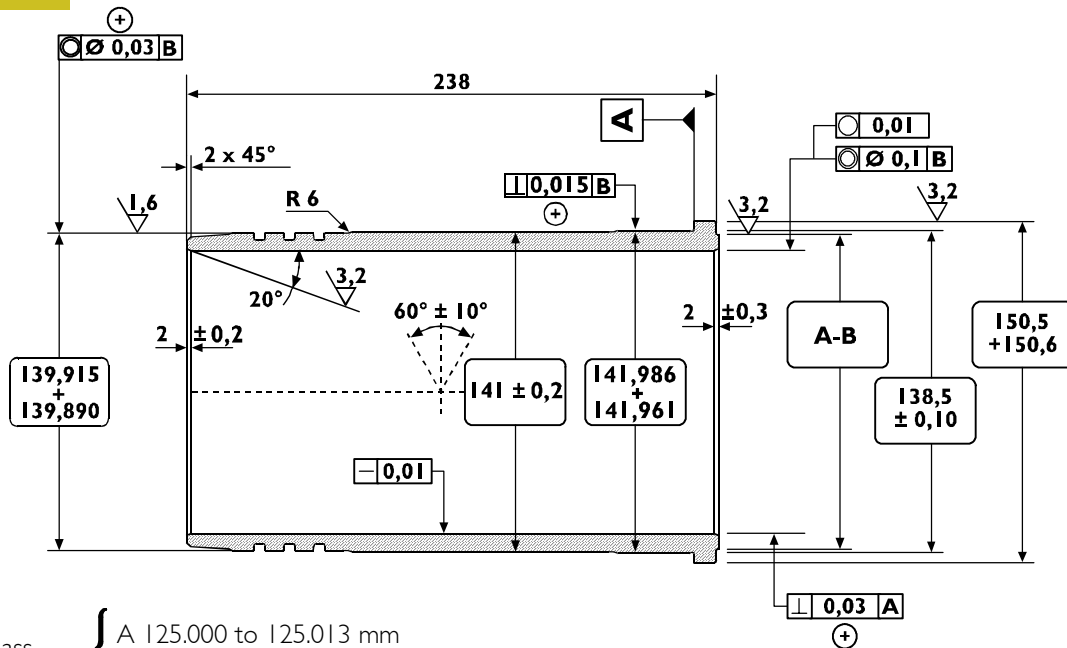 Ø 0,03 B
238
A
0,01
Ø 0,1 B
2 x 45°
⊥ 0,015 B
1,6
R 6
3,2
3,2
20°
3,2
60° ± 10°
2 ±0,2
2 ±0,3
139,915
+
139,890
141 ± 0,2
141,986
+
141,961
A-B
138,5
± 0,10
150,5
+150,6
— 0,01
⊥ 0,03 A
A 125.000 to 125.013 mm